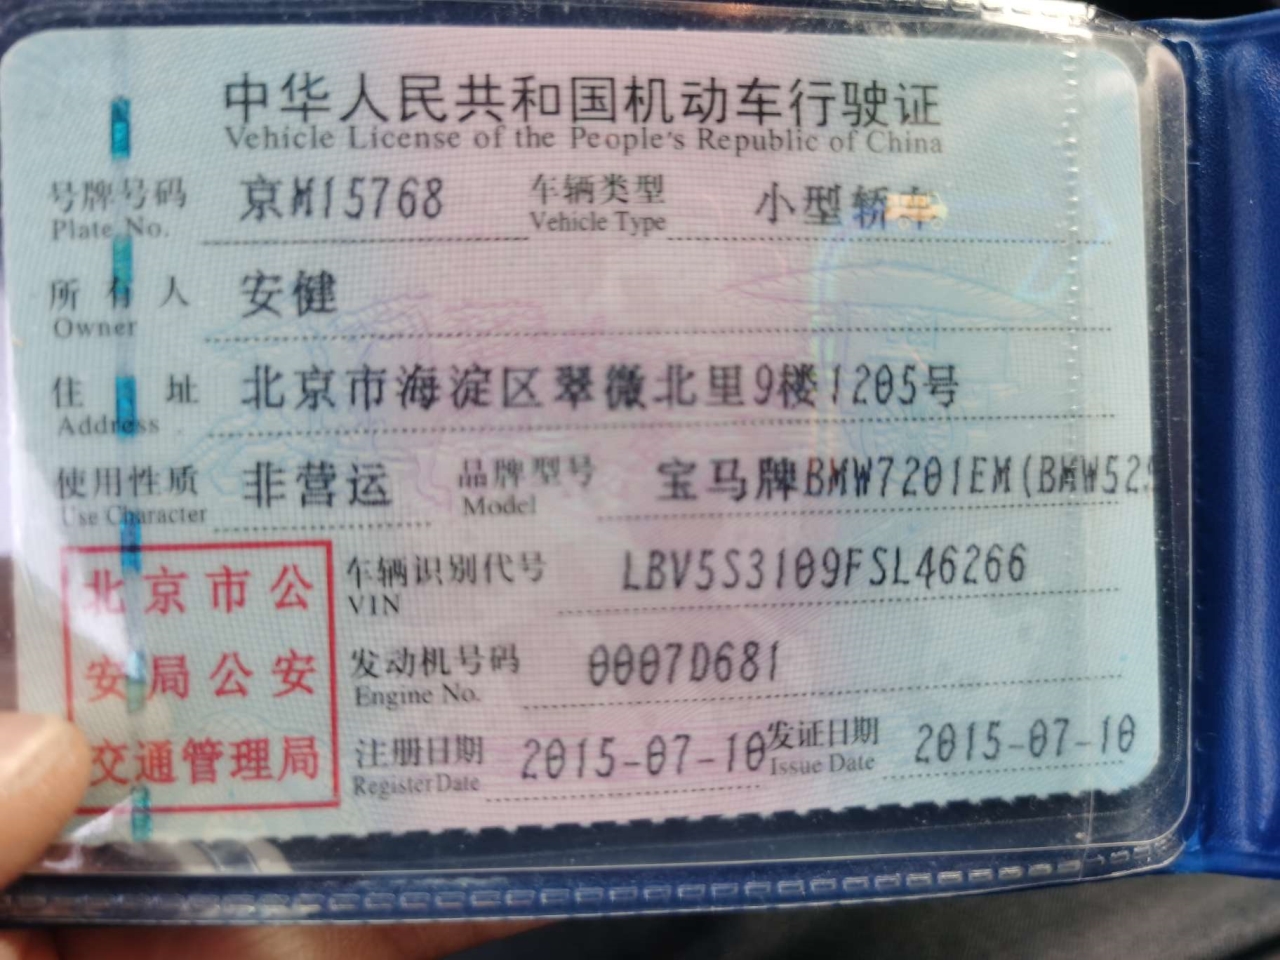 中华人民共和国机动车行驶证
Vehicle License of the People's Republic of China
号牌号码 京M15768 车辆类型 小型轿车
Plate No. Vehicle Type
所有人 安健
Owner
住址 北京市海淀区翠微北里9楼1205号
Address
使用性质 非营运 品牌型号 宝马牌BMW7201EM(BMW52
Use Character Model
车辆识别代号 LBV5S3109FSL46266
VIN
发动机号码 0007D681
Engine No.
注册日期 2015-07-10 发证日期 2015-07-10
Register Date Issue Date
北京市公
安局公安
交通管理局